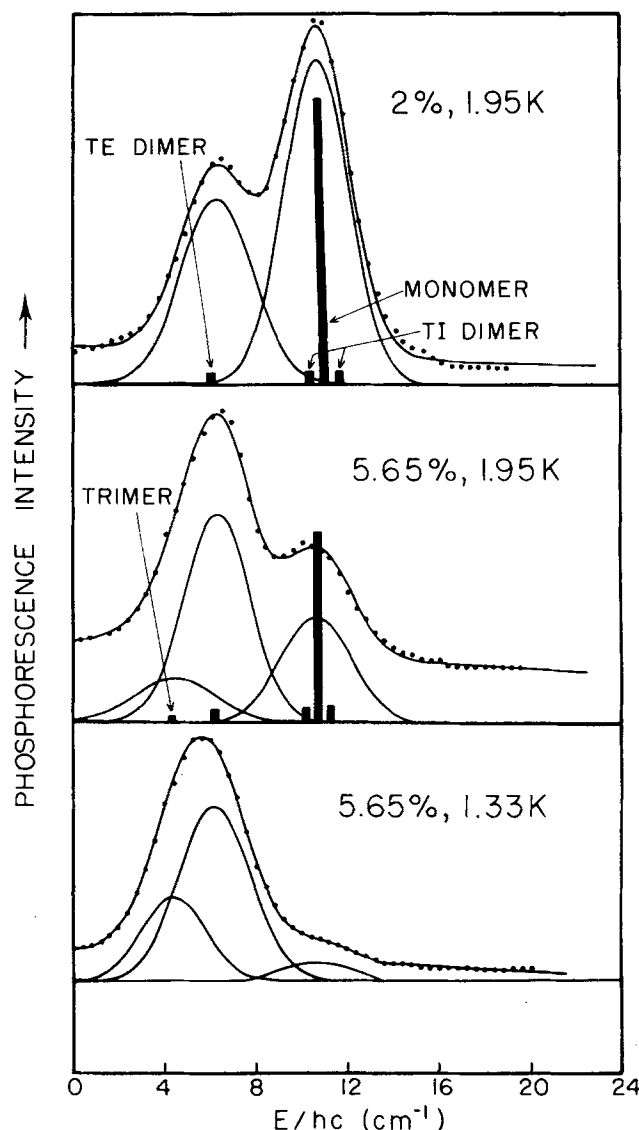 2%, 1.95K
TE DIMER
MONOMER
TI DIMER
5.65%, 1.95K
TRIMER
5.65%, 1.33K
PHOSPHORESCENCE INTENSITY →
0 4 8 12 16 20 24
E/hc (cm⁻¹)